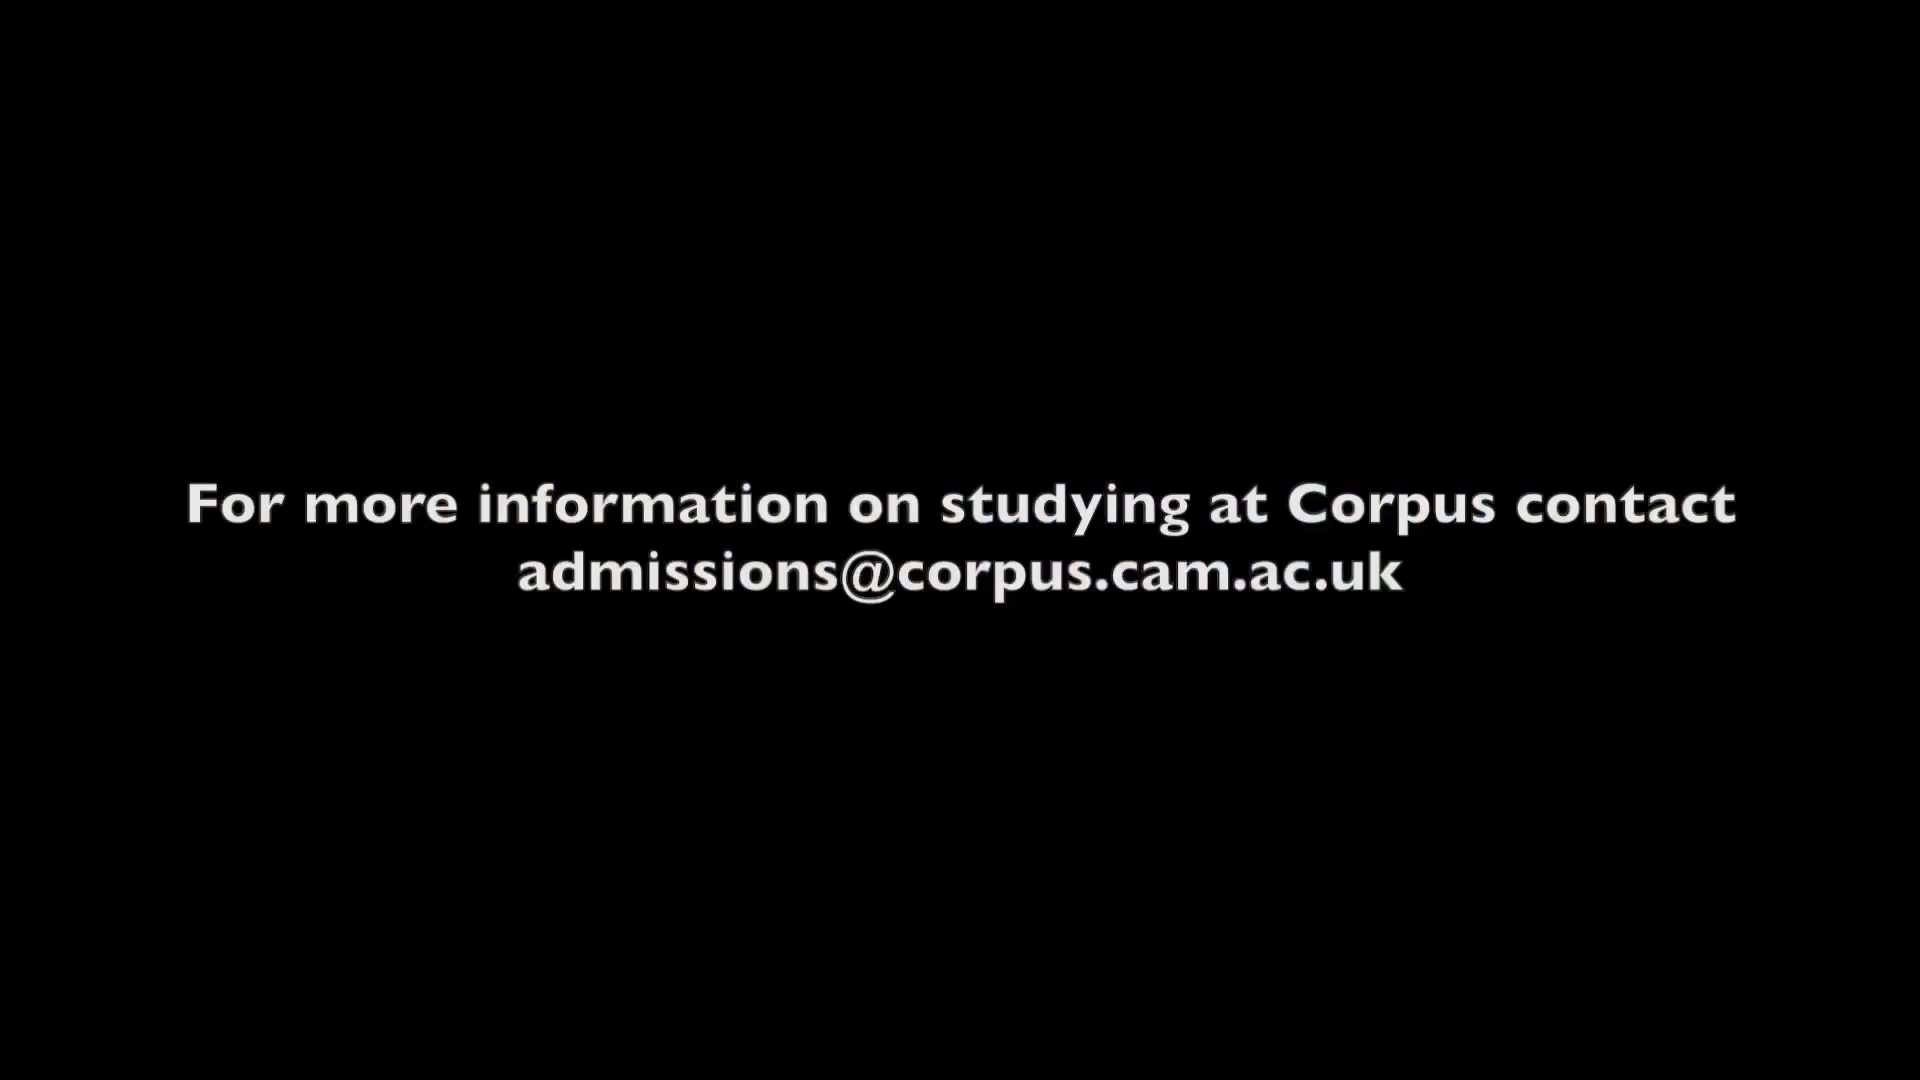 For more information on studying at Corpus contact
admissions@corpus.cam.ac.uk